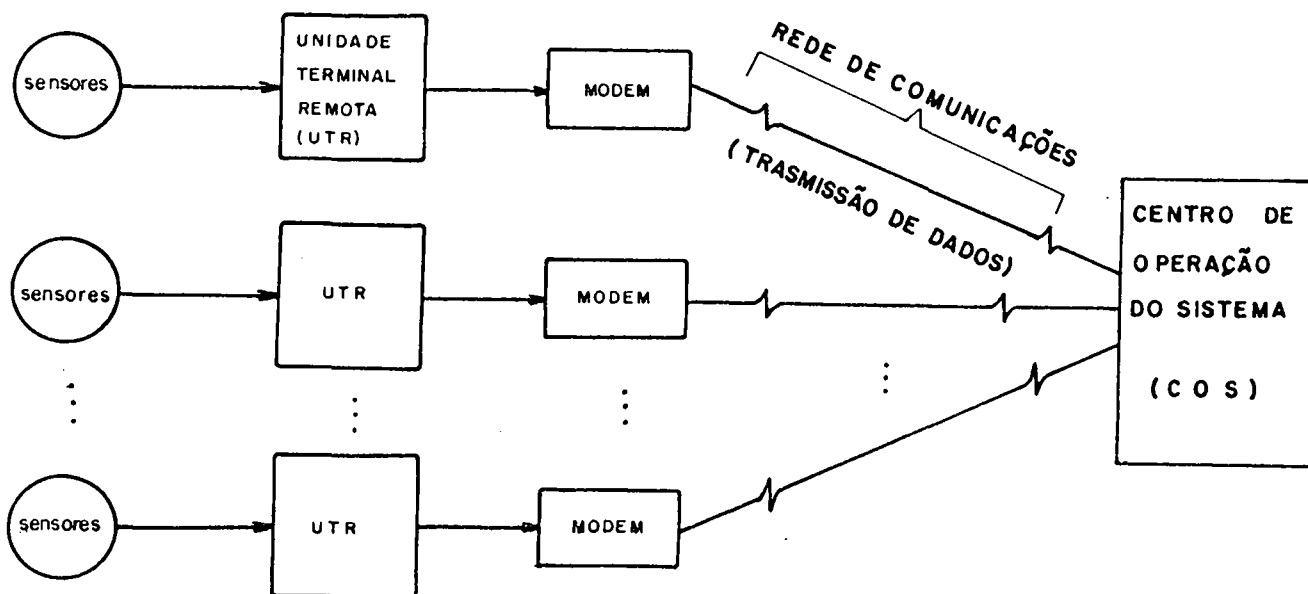 sensores
UNIDADE
TERMINAL
REMOTA
(UTR)
MODEM
REDE DE COMUNICAÇÕES
(TRASMISSÃO DE DADOS)
CENTRO DE
OPERAÇÃO
DO SISTEMA
(COS)
sensores
UTR
MODEM
sensores
UTR
MODEM